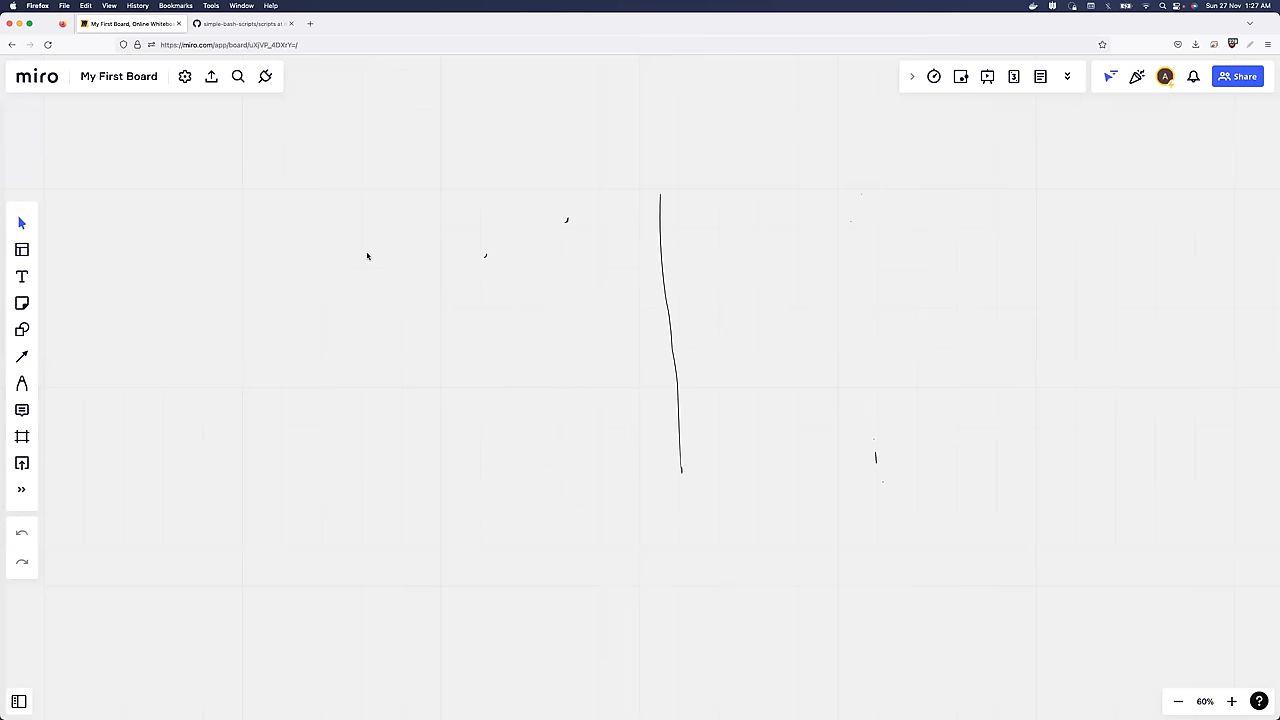 Firefox File Edit View History Bookmarks Tools Window Help Sun 27 Nov 1:27 AM
My First Board, Online Whitebo
simple-bash-scripts/scripts at
https://miro.com/app/board/uXjVP_4DXrY=/
miro My First Board
A Share
60%